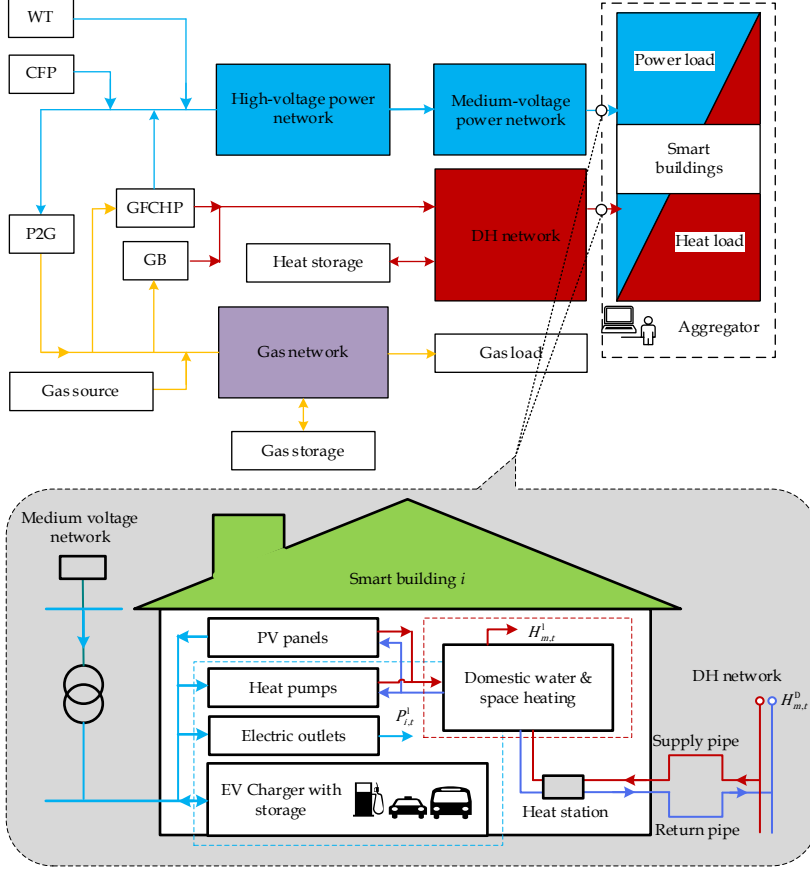 WT
CFP
High-voltage power
network
Medium-voltage
power network
Power load
Smart
buildings
Heat load
GFCHP
P2G
GB
Heat storage
DH network
Aggregator
Gas network
Gas load
Gas source
Gas storage
Medium voltage
network
Smart building i
PV panels
Heat pumps
Electric outlets
EV Charger with
storage
Domestic water &
space heating
H^1_{m,t}
P^1_{i,t}
DH network
H^D_{m,t}
Supply pipe
Heat station
Return pipe